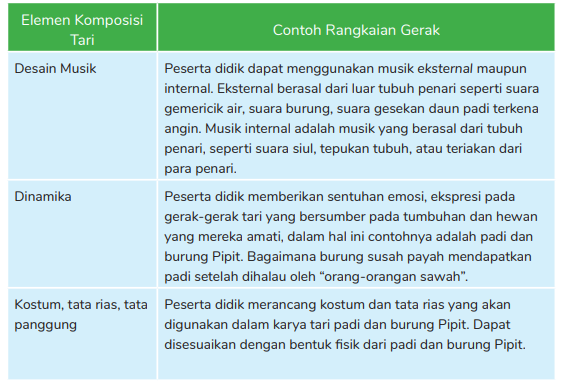 Elemen Komposisi
Tari
Contoh Rangkaian Gerak
Desain Musik
Peserta didik dapat menggunakan musik eksternal maupun
internal. Eksternal berasal dari luar tubuh penari seperti suara
gemericik air, suara burung, suara gesekan daun padi terkena
angin. Musik internal adalah musik yang berasal dari tubuh
penari, seperti suara siul, tepukan tubuh, atau teriakan dari
para penari.
Dinamika
Peserta didik memberikan sentuhan emosi, ekspresi pada
gerak-gerak tari yang bersumber pada tumbuhan dan hewan
yang mereka amati, dalam hal ini contohnya adalah padi dan
burung Pipit. Bagaimana burung susah payah mendapatkan
padi setelah dihalau oleh “orang-orangan sawah”.
Kostum, tata rias, tata
panggung
Peserta didik merancang kostum dan tata rias yang akan
digunakan dalam karya tari padi dan burung Pipit. Dapat
disesuaikan dengan bentuk fisik dari padi dan burung Pipit.